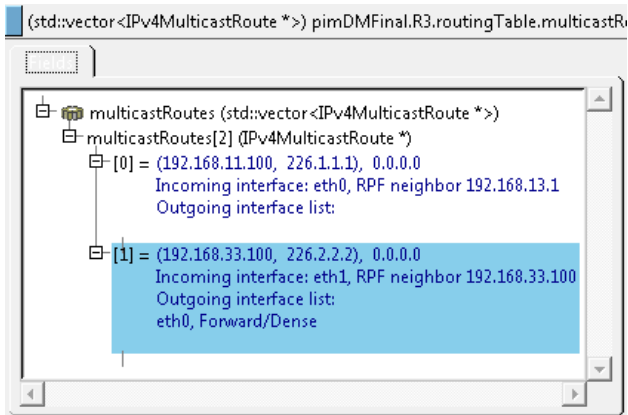 (std::vector<IPv4MulticastRoute *>) pimDMFinal.R3.routingTable.multicastR
Fields
multicastRoutes (std::vector<IPv4MulticastRoute *>)
multicastRoutes[2] (IPv4MulticastRoute *)
[0] = (192.168.11.100, 226.1.1.1), 0.0.0.0
Incoming interface: eth0, RPF neighbor 192.168.13.1
Outgoing interface list:
[1] = (192.168.33.100, 226.2.2.2), 0.0.0.0
Incoming interface: eth1, RPF neighbor 192.168.33.100
Outgoing interface list:
eth0, Forward/Dense